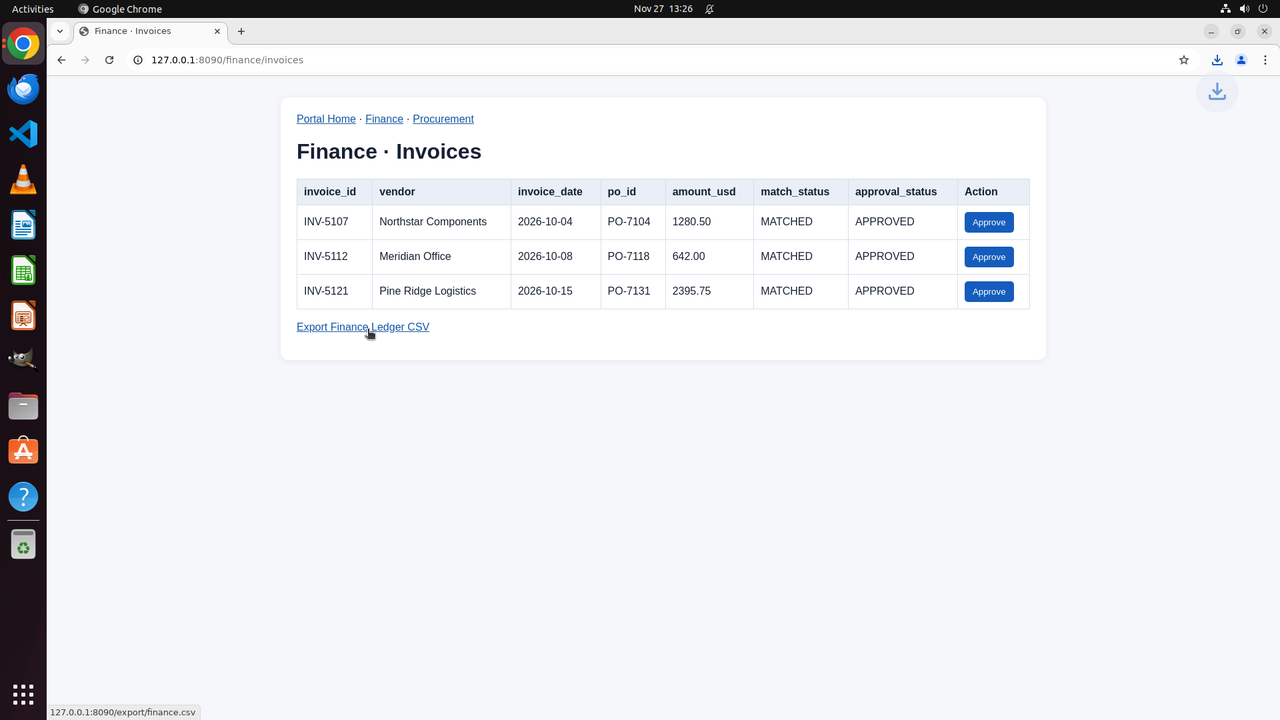 Activities Google Chrome Nov 27 13:26
Finance · Invoices
127.0.0.1:8090/finance/invoices
Portal Home · Finance · Procurement
Finance · Invoices
invoice_id vendor invoice_date po_id amount_usd match_status approval_status Action
INV-5107 Northstar Components 2026-10-04 PO-7104 1280.50 MATCHED APPROVED Approve
INV-5112 Meridian Office 2026-10-08 PO-7118 642.00 MATCHED APPROVED Approve
INV-5121 Pine Ridge Logistics 2026-10-15 PO-7131 2395.75 MATCHED APPROVED Approve
Export Finance Ledger CSV
127.0.0.1:8090/export/finance.csv